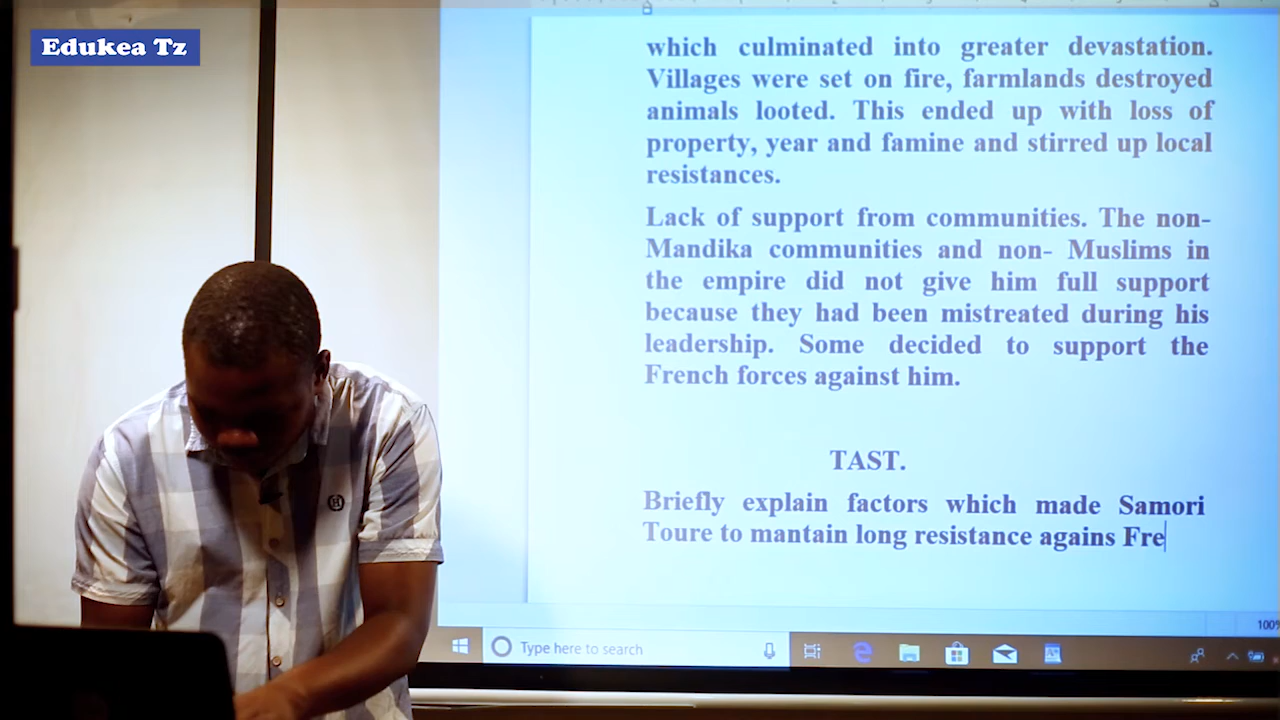 Edukea Tz
which culminated into greater devastation.
Villages were set on fire, farmlands destroyed
animals looted. This ended up with loss of
property, year and famine and stirred up local
resistances.
Lack of support from communities. The non-
Mandika communities and non- Muslims in
the empire did not give him full support
because they had been mistreated during his
leadership. Some decided to support the
French forces against him.
TAST.
Briefly explain factors which made Samori
Toure to mantain long resistance agains Fre
100%
Type here to search